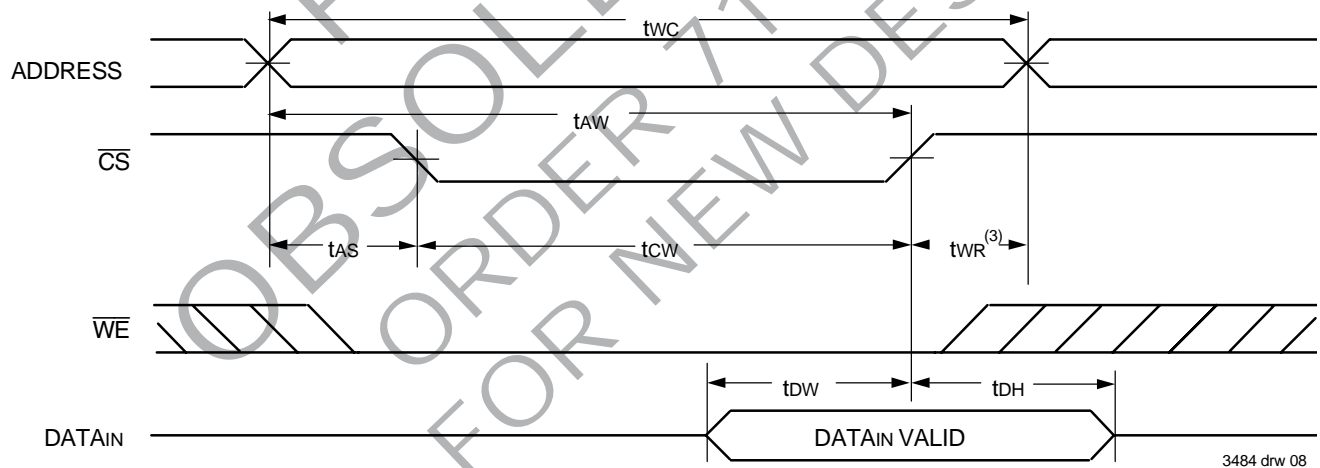 tWC
ADDRESS
tAW
CS
tAS
tCW
tWR(3)
WE
tDW
tDH
DATAIN
DATAIN VALID
3484 drw 08
ORDER 71
FOR NEW DES